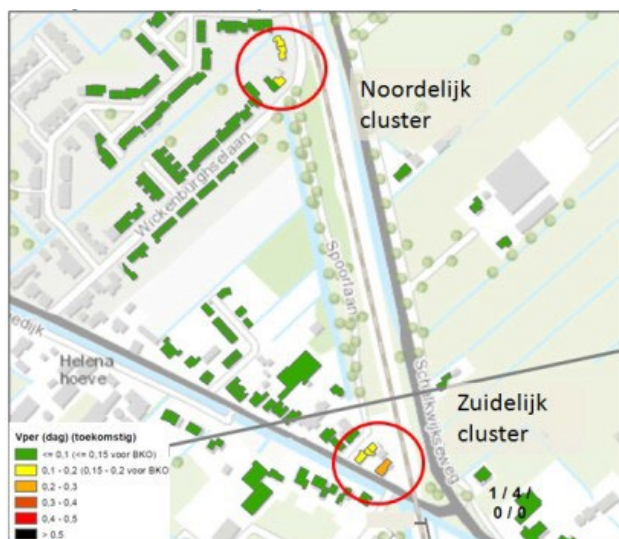 Noordelijk
cluster
Wickenburghselaan
Spoorlaan
edijk
Helena
hoeve
Schalkwijkseweg
Zuidelijk
cluster
Vper (dag) (toekomstig)
<= 0,1 (<= 0,15 voor BKO)
0,1 - 0,2 (0,15 - 0,2 voor BKO)
0,2 - 0,3
0,3 - 0,4
0,4 - 0,5
> 0.5
1 / 4 /
0 / 0